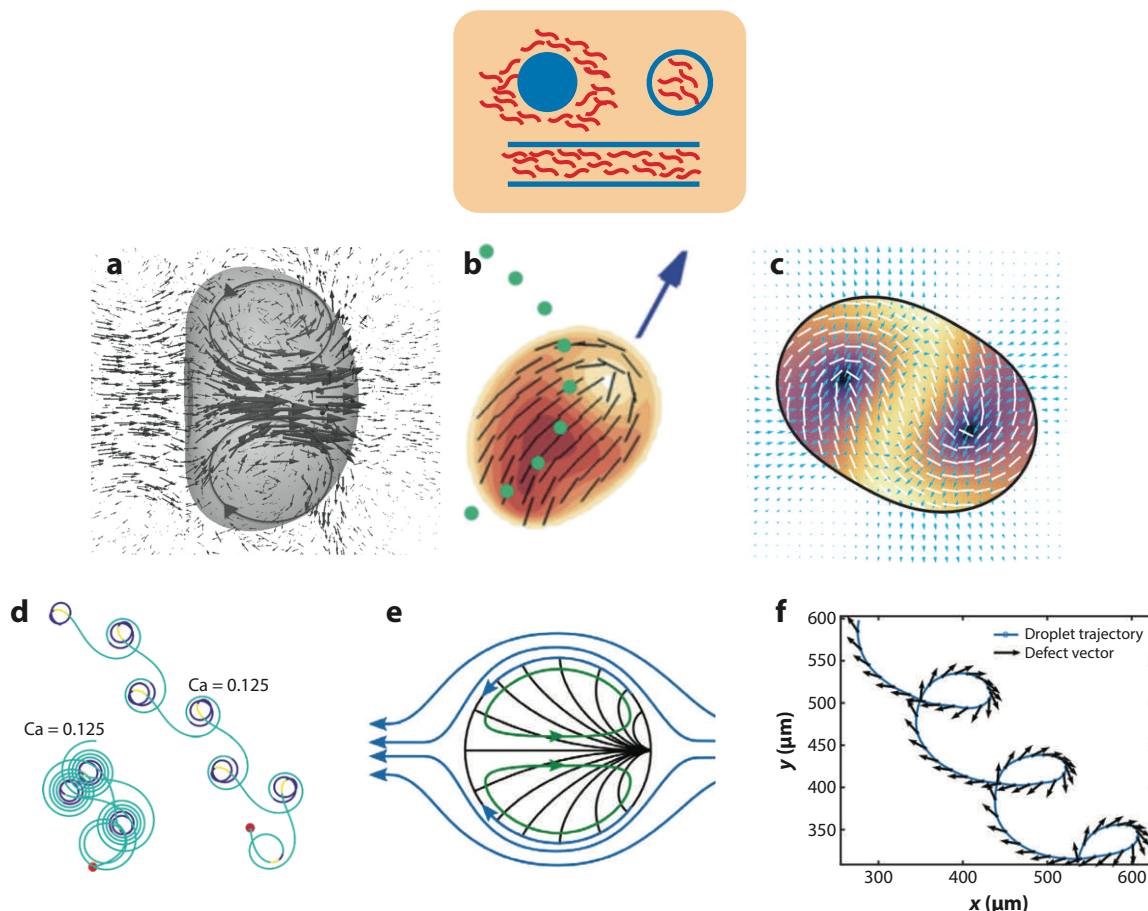 a
b
c
d
Ca = 0.125
Ca = 0.125
e
f
Droplet trajectory
Defect vector
y (μm)
600
550
500
450
400
350
300
400
500
600
x (μm)